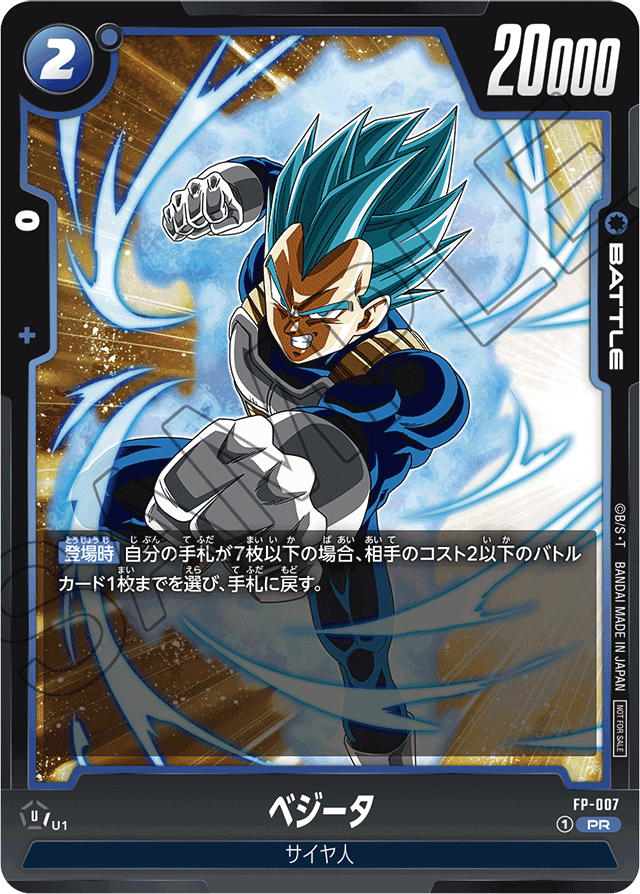 2
20000
0
+
BATTLE
SAMPLE
登場時 自分の手札が7枚以下の場合、相手のコスト2以下のバトル
カード1枚までを選び、手札に戻す。
©B/S・T BANDAI MADE IN JAPAN
NOT FOR SALE
U/U1
ベジータ
FP-007
1 PR
サイヤ人